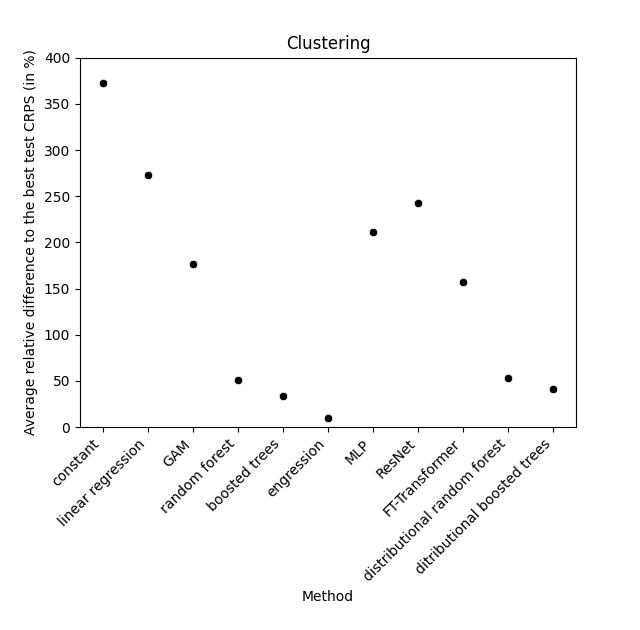 Clustering
Average relative difference to the best test CRPS (in %)
400
350
300
250
200
150
100
50
0
constant
linear regression
GAM
random forest
boosted trees
engression
MLP
ResNet
FT-Transformer
distributional random forest
ditributional boosted trees
Method